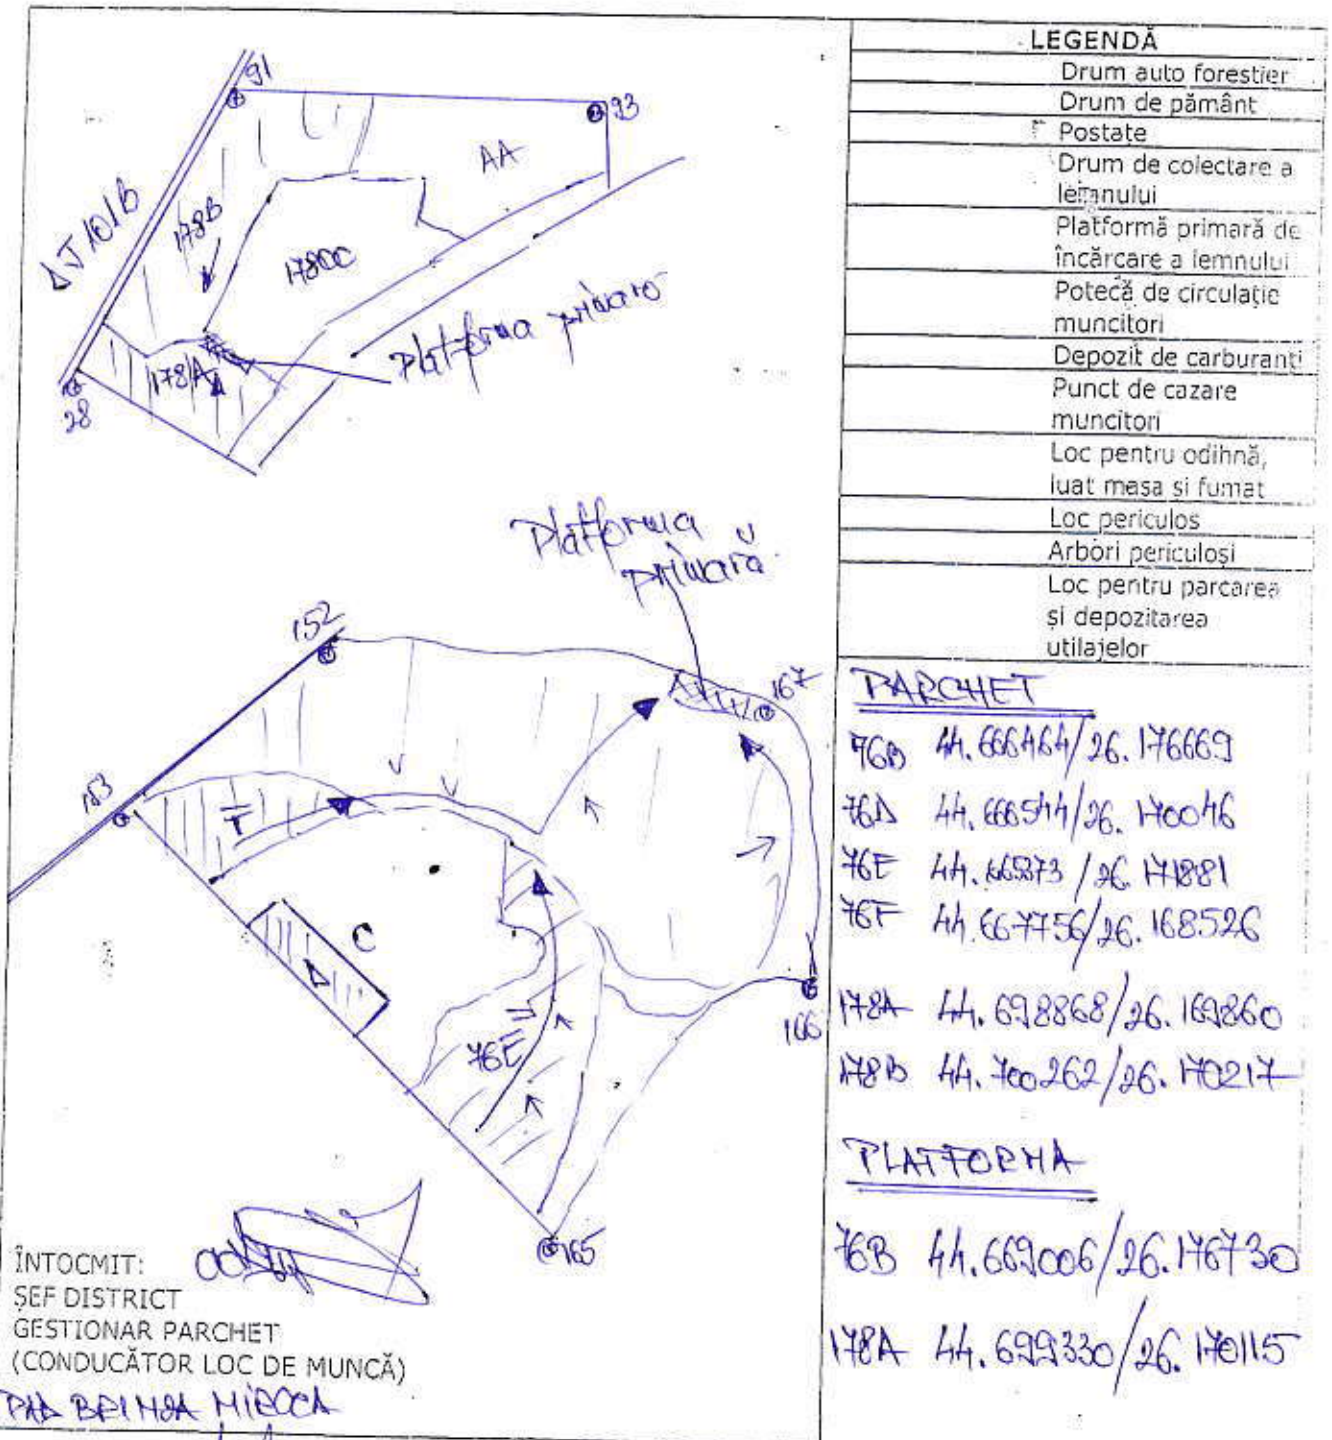 91
93
AA
DJ 101B
178B
178CC
Platforma primara
178A
28
Platforma
primară
152
167
153
F
C
76E
166
165
ÎNTOCMIT:
ȘEF DISTRICT
GESTIONAR PARCHET
(CONDUCĂTOR LOC DE MUNCĂ)
LEGENDĂ
Drum auto forestier
Drum de pământ
Postațe
Drum de colectare a
lemnului
Platformă primară de
încărcare a lemnului
Potecă de circulație
muncitori
Depozit de carburanți
Punct de cazare
muncitori
Loc pentru odihnă,
luat masa si fumat
Loc periculos
Arbori periculoși
Loc pentru parcarea
și depozitarea
utilajelor
PARCHET
76B 44.666464/26.176669
76D 44.666544/26.170046
76E 44.665373/26.171881
76F 44.667756/26.168526
178A 44.698868/26.169860
178B 44.700262/26.170217
PLATFORMA
76B 44.669006/26.176730
178A 44.699330/26.170115